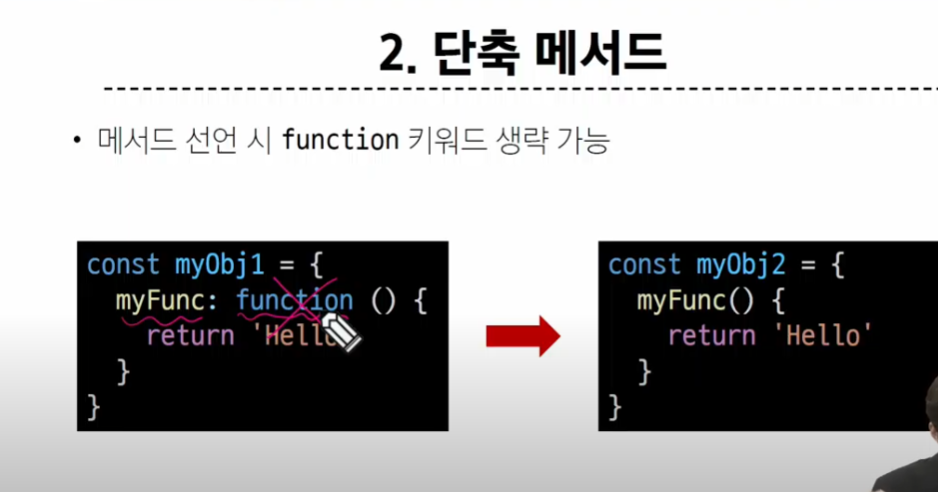 2. 단축 메서드
• 메서드 선언 시 function 키워드 생략 가능
const myObj1 = {
myFunc: function () {
return 'Hello
}
}
const myObj2 = {
myFunc() {
return 'Hello'
}
}